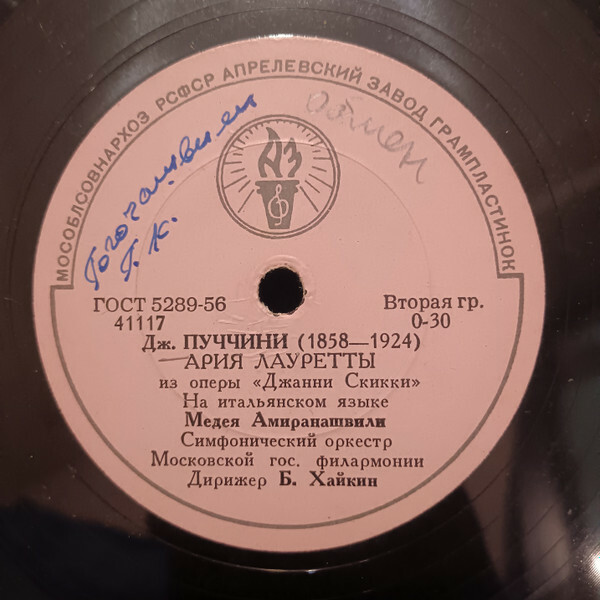 МОСОБЛСОВНАРХОЗ РСФСР АПРЕЛЕВСКИЙ ЗАВОД ГРАМПЛАСТИНОК
АЗ
обмен
Г. К.
ГОСТ 5289-56
41117
Вторая гр.
0-30
Дж. ПУЧЧИНИ (1858—1924)
АРИЯ ЛАУРЕТТЫ
из оперы «Джанни Скикки»
На итальянском языке
Медея Амиранашвили
Симфонический оркестр
Московской гос. филармонии
Дирижер Б. Хайкин